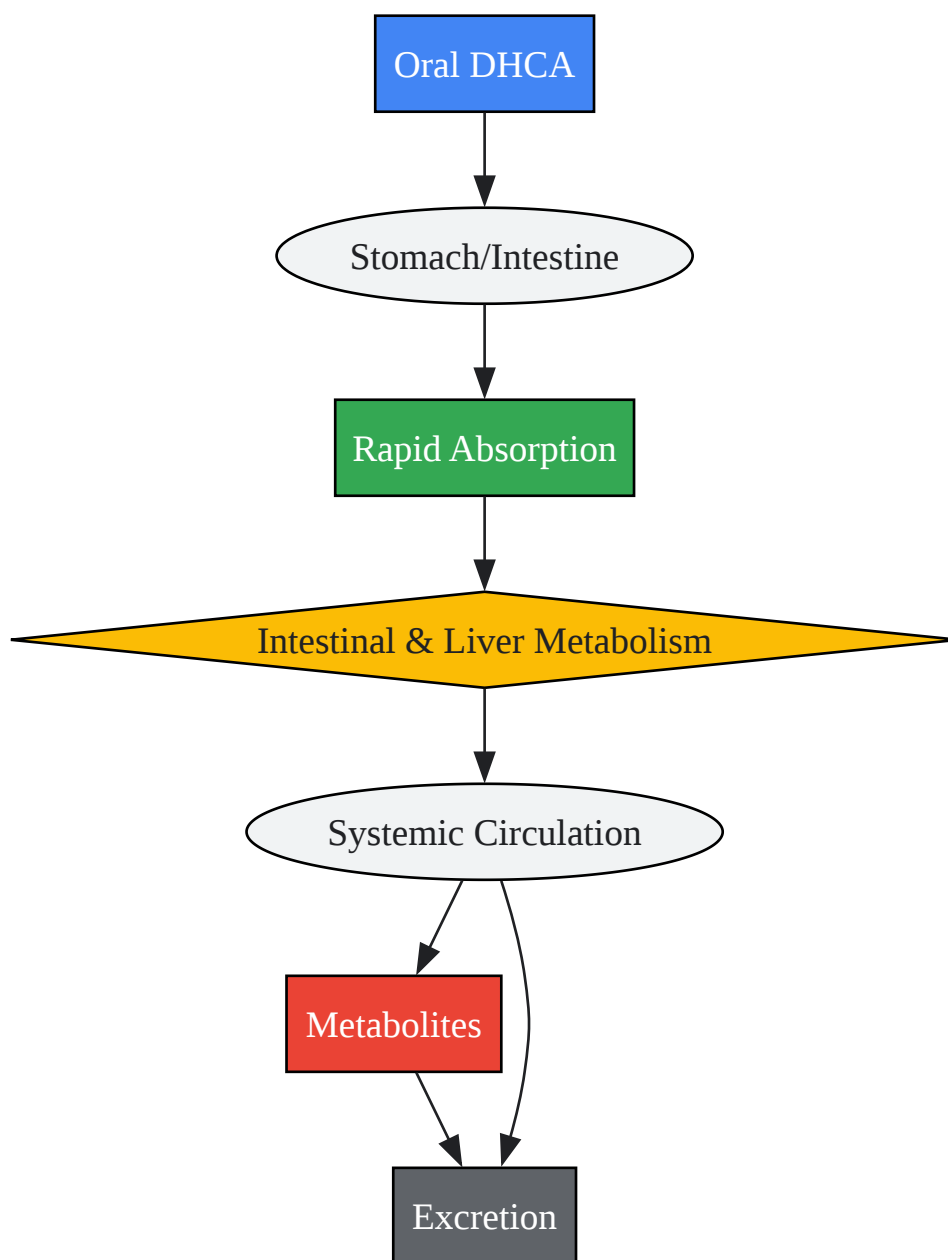 Oral DHCA
Stomach/Intestine
Rapid Absorption
Intestinal & Liver Metabolism
Systemic Circulation
Metabolites
Excretion